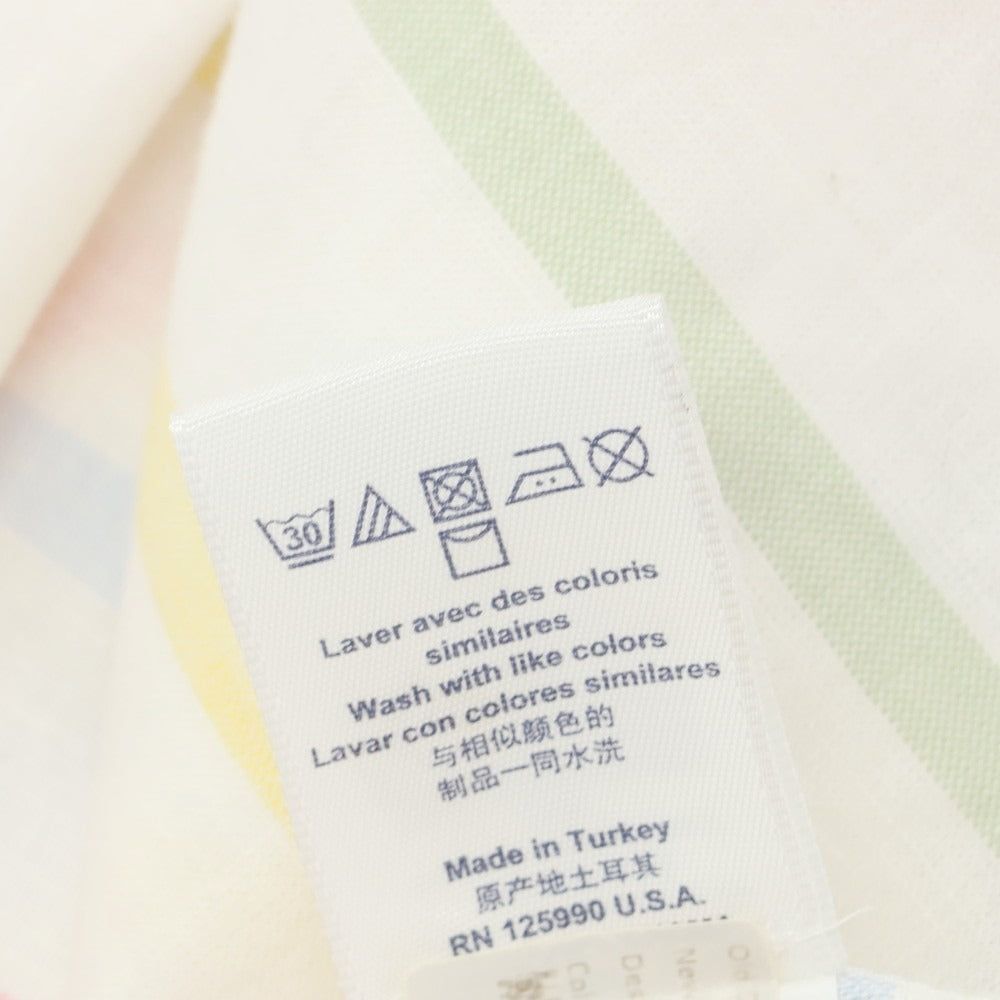 30
Laver avec des coloris
similaires
Wash with like colors
Lavar con colores similares
与相似颜色的
制品一同水洗
Made in Turkey
原产地土耳其
RN 125990 U.S.A.